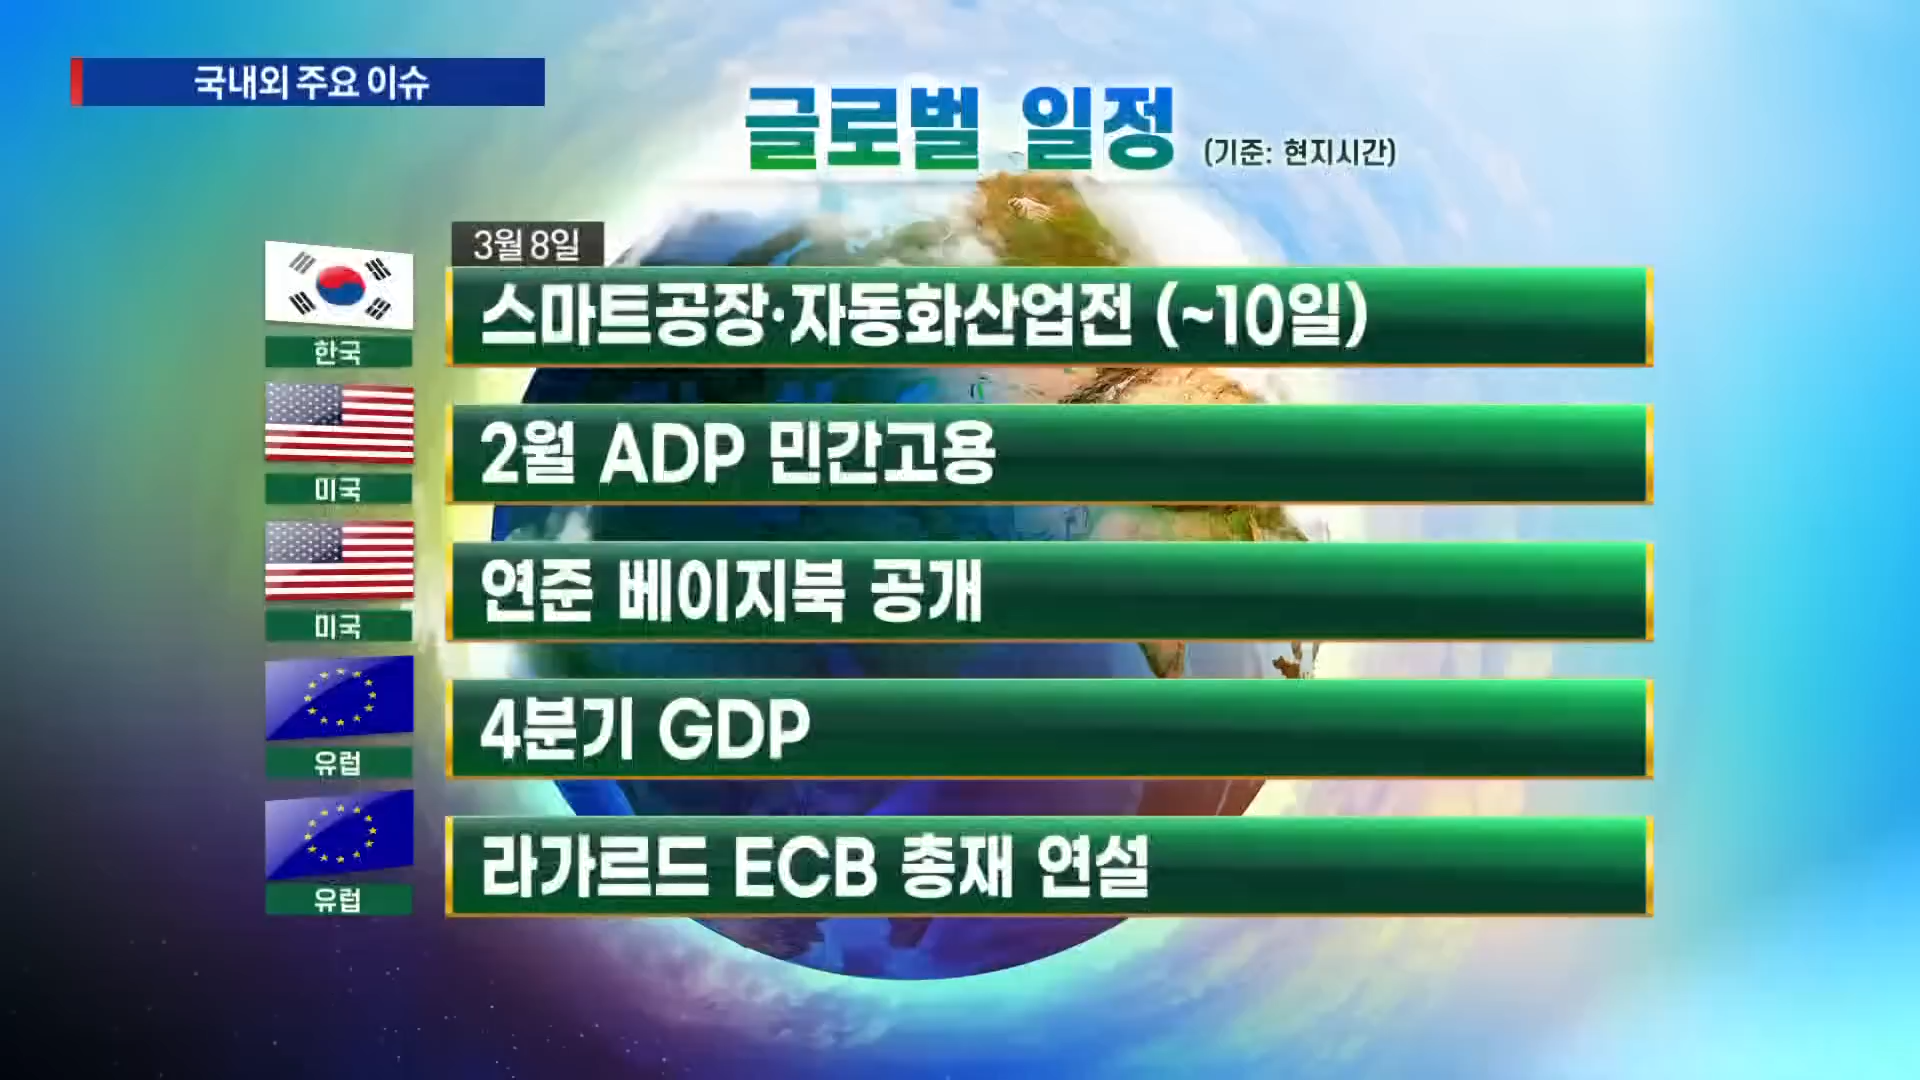 국내외 주요 이슈
글로벌 일정 (기준: 현지시간)
3월 8일
한국
스마트공장·자동화산업전 (~10일)
미국
2월 ADP 민간고용
미국
연준 베이지북 공개
유럽
4분기 GDP
유럽
라가르드 ECB 총재 연설